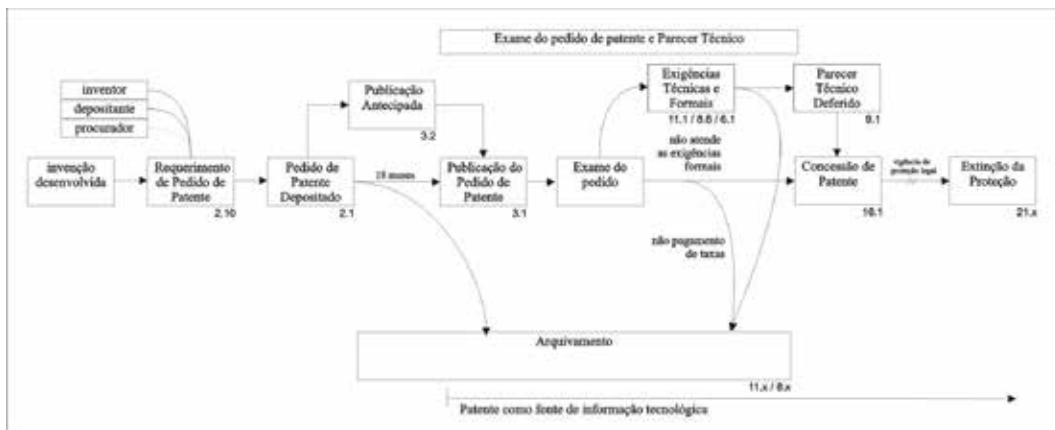 Exame do pedido de patente e Parecer Técnico
inventor
depositante
procurador
invenção
desenvolvida
Requerimento
de Pedido de
Patente
2.10
Pedido de
Patente
Depositado
2.1
Publicação
Antecipada
3.2
18 meses
Publicação do
Pedido de
Patente
3.1
Exame do
pedido
Exigências
Técnicas e
Formais
11.1 / 8.6 / 6.1
não atende
as exigências
formais
não pagamento
de taxas
Parecer
Técnico
Deferido
9.1
Concessão de
Patente
16.1
vigência de
proteção legal
Extinção da
Proteção
21.x
Arquivamento
11.x / 8.x
Patente como fonte de informação tecnológica